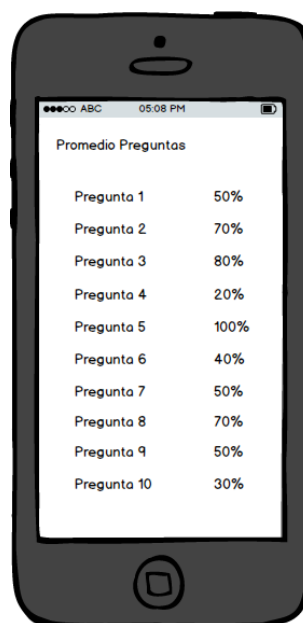 ABC 05:08 PM
Promedio Preguntas
Pregunta 1 50%
Pregunta 2 70%
Pregunta 3 80%
Pregunta 4 20%
Pregunta 5 100%
Pregunta 6 40%
Pregunta 7 50%
Pregunta 8 70%
Pregunta 9 50%
Pregunta 10 30%